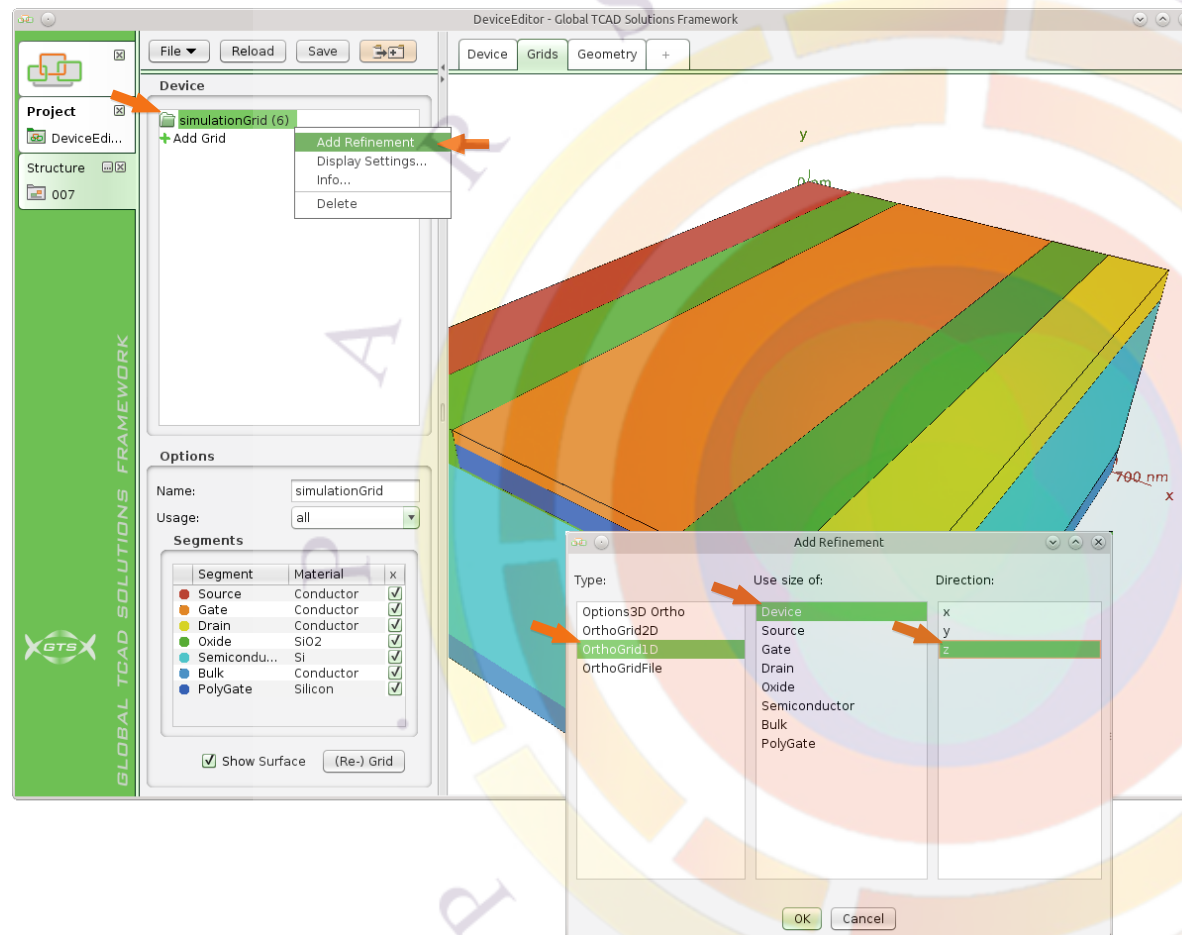 DeviceEditor - Global TCAD Solutions Framework
File Reload Save
Device Grids Geometry +
Device
Project
DeviceEdi...
Structure
007
simulationGrid (6)
Add Grid
Add Refinement
Display Settings...
Info...
Delete
Options
Name: simulationGrid
Usage: all
Segments
Segment Material x
Source Conductor
Gate Conductor
Drain Conductor
Oxide SiO2
Semicondu... Si
Bulk Conductor
PolyGate Silicon
Show Surface (Re-) Grid
GLOBAL TCAD SOLUTIONS FRAMEWORK
GTS
y
0 nm
700 nm
x
Add Refinement
Type: Use size of: Direction:
Options3D Ortho Device x
OrthoGrid2D Source y
OrthoGrid1D Gate z
OrthoGridFile Drain
Oxide
Semiconductor
Bulk
PolyGate
OK Cancel
P A R
P